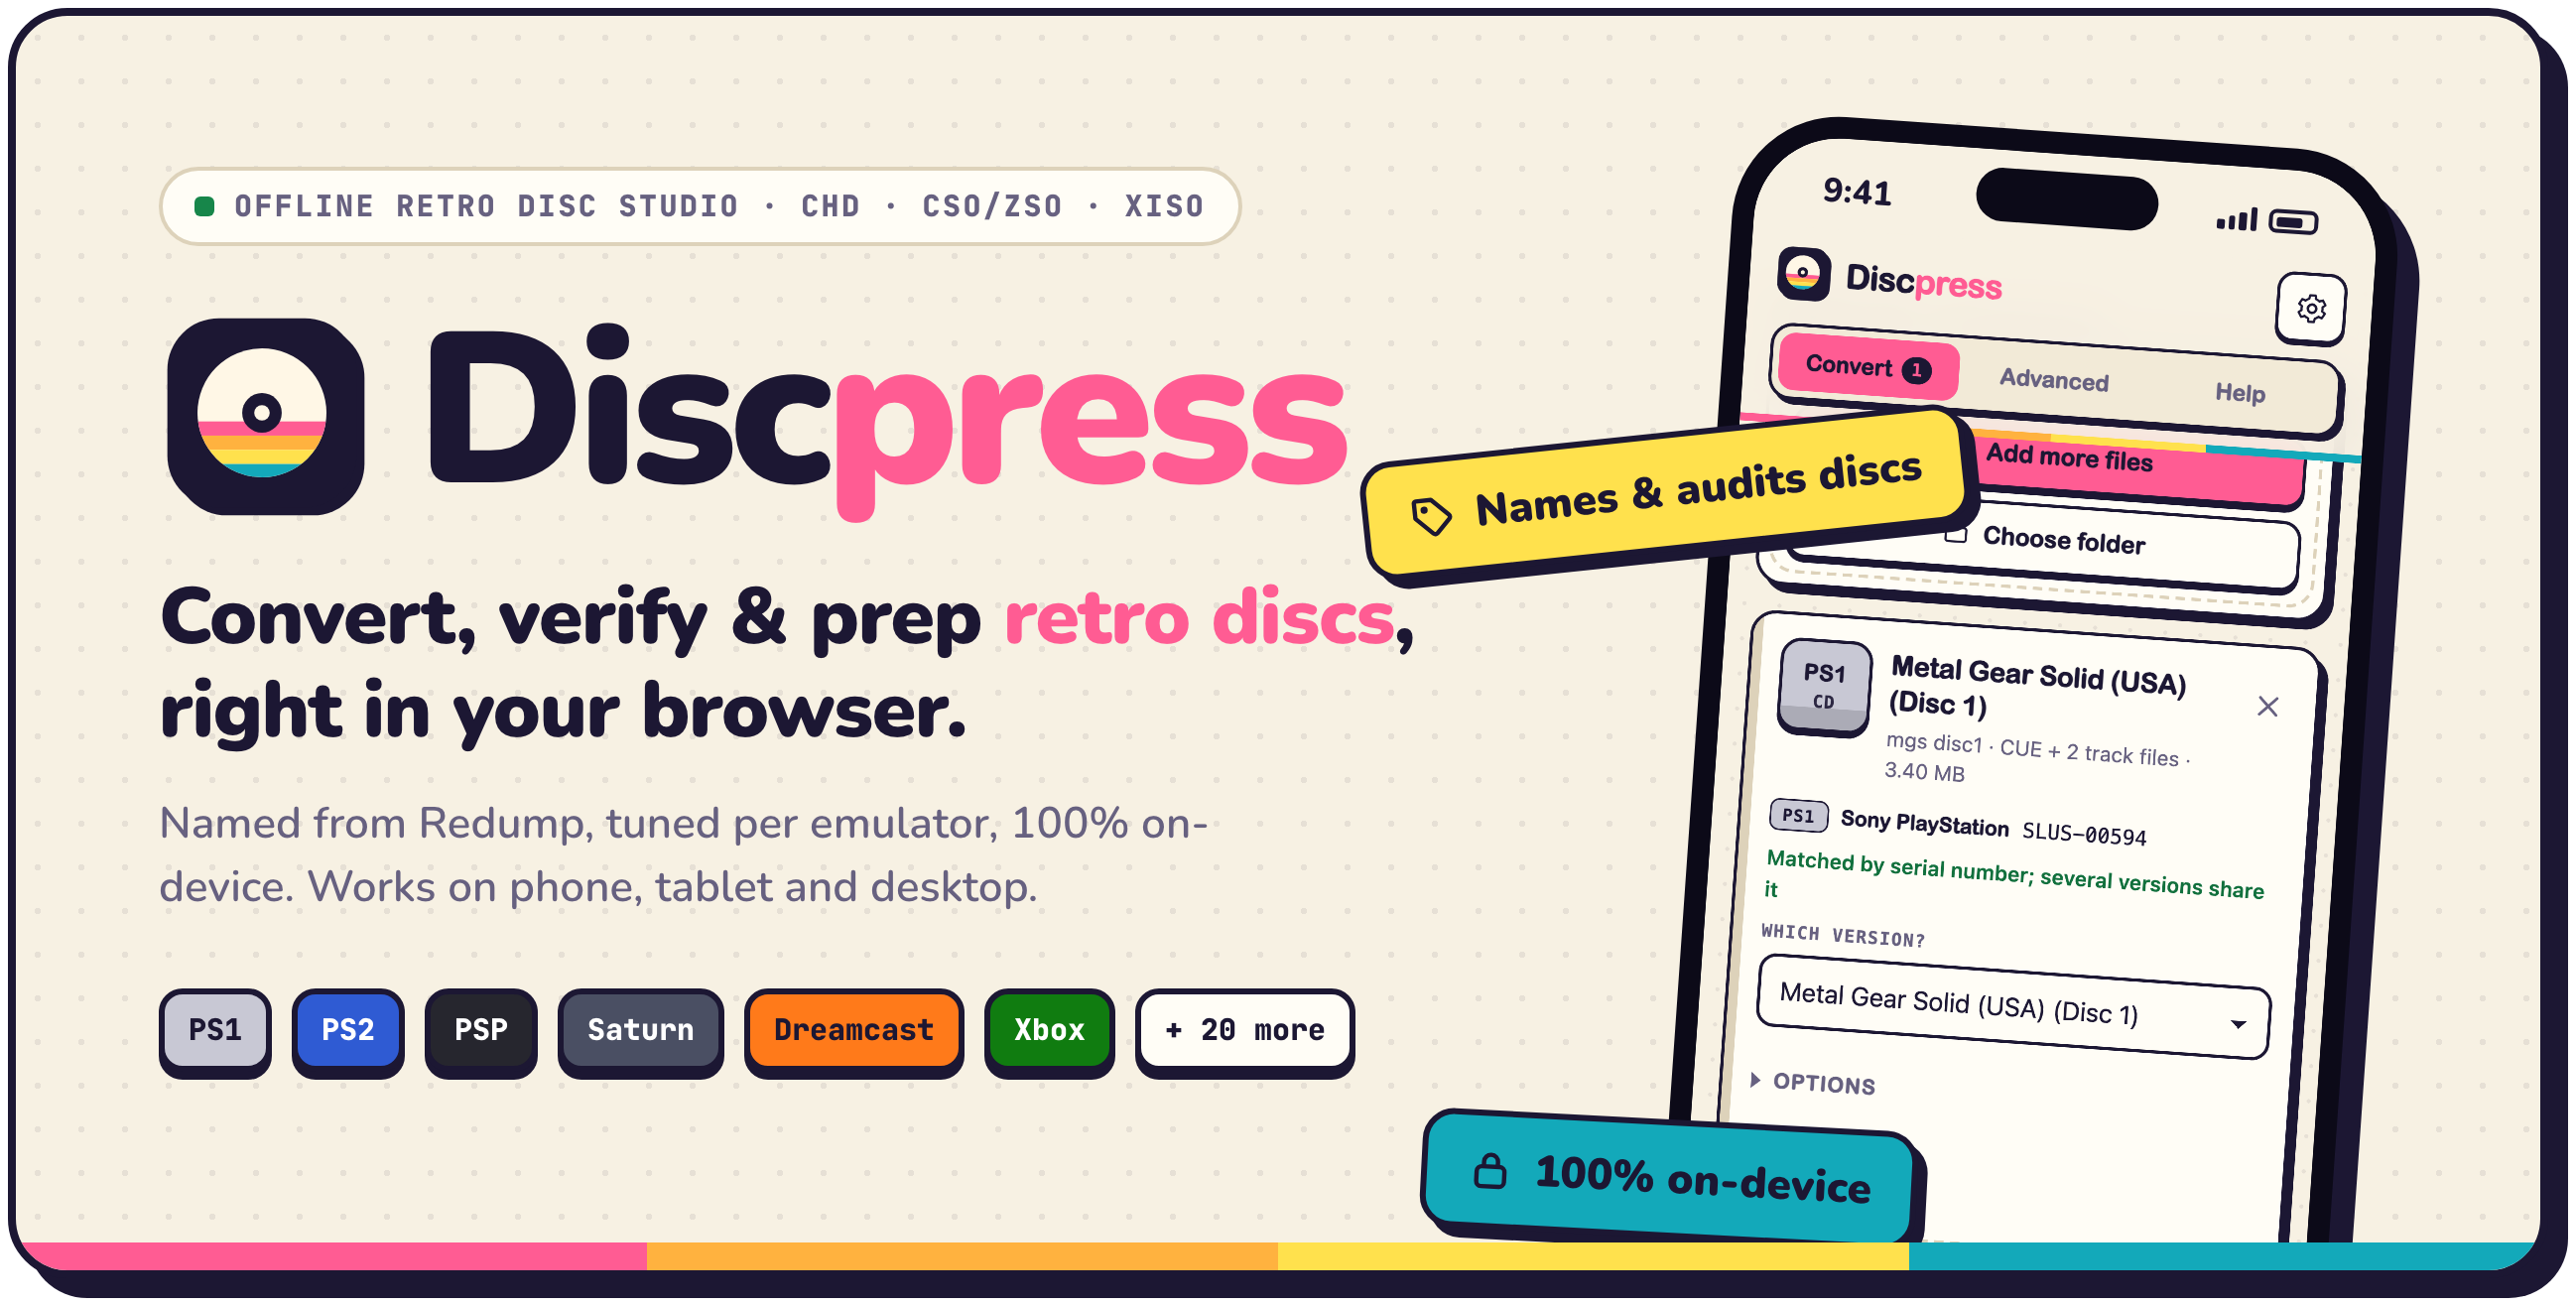 OFFLINE RETRO DISC STUDIO · CHD · CSO/ZSO · XISO
Discpress
Convert, verify & prep retro discs,
right in your browser.
Named from Redump, tuned per emulator, 100% on-
device. Works on phone, tablet and desktop.
PS1 PS2 PSP Saturn Dreamcast Xbox + 20 more
Names & audits discs
100% on-device
9:41
Discpress
Convert 1 Advanced Help
Add more files
Choose folder
PS1
CD
Metal Gear Solid (USA)
(Disc 1)
mgs disc1 · CUE + 2 track files ·
3.40 MB
PS1 Sony PlayStation SLUS-00594
Matched by serial number; several versions share
it
WHICH VERSION?
Metal Gear Solid (USA) (Disc 1)
OPTIONS